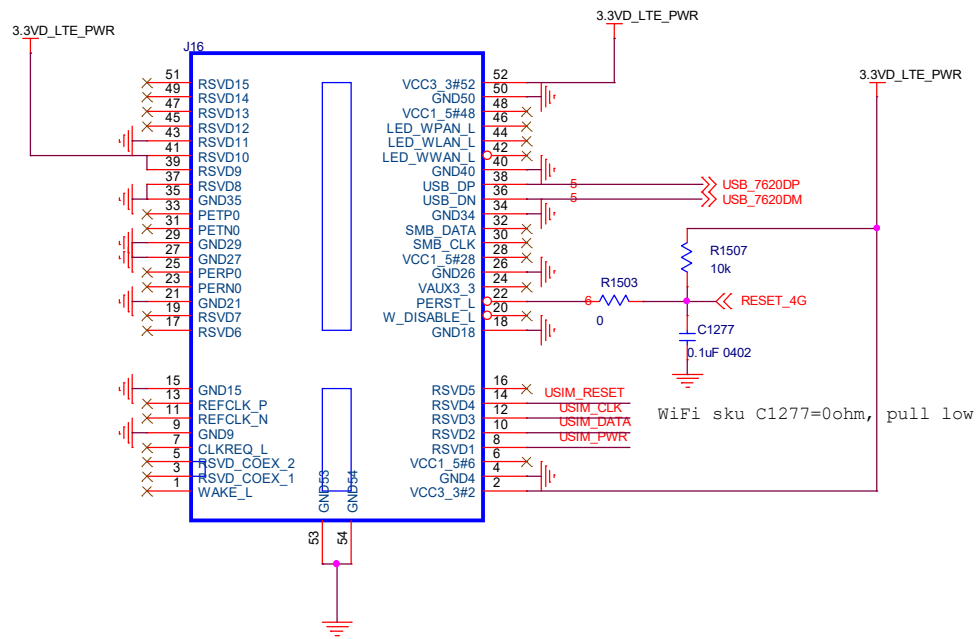 3.3VD_LTE_PWR
3.3VD_LTE_PWR
3.3VD_LTE_PWR
J16
51 RSVD15 VCC3_3#52 52
49 RSVD14 GND50 50
47 RSVD13 VCC1_5#48 48
45 RSVD12 LED_WPAN_L 46
43 RSVD11 LED_WLAN_L 44
41 RSVD10 LED_WWAN_L 42
39 RSVD9 GND40 40
37 RSVD8 USB_DP 38 5 USB_7620DP
35 GND35 USB_DN 36 5 USB_7620DM
33 PETP0 GND34 34
31 PETN0 SMB_DATA 32
29 GND29 SMB_CLK 30
27 GND27 VCC1_5#28 28
25 PERP0 GND26 26
23 PERN0 VAUX3_3 24
21 GND21 PERST_L 22 6
19 RSVD7 W_DISABLE_L 20
17 RSVD6 GND18 18
R1507
10k
R1503
0
RESET_4G
C1277
0.1uF 0402
15 GND15 RSVD5 16
13 REFCLK_P RSVD4 14 USIM_RESET
11 REFCLK_N RSVD3 12 USIM_CLK
9 GND9 RSVD2 10 USIM_DATA
7 CLKREQ_L RSVD1 8 USIM_PWR
5 RSVD_COEX_2 VCC1_5#6 6
3 RSVD_COEX_1 GND4 4
1 WAKE_L VCC3_3#2 2
WiFi sku C1277=0ohm, pull low
GND53 GND54
53 54